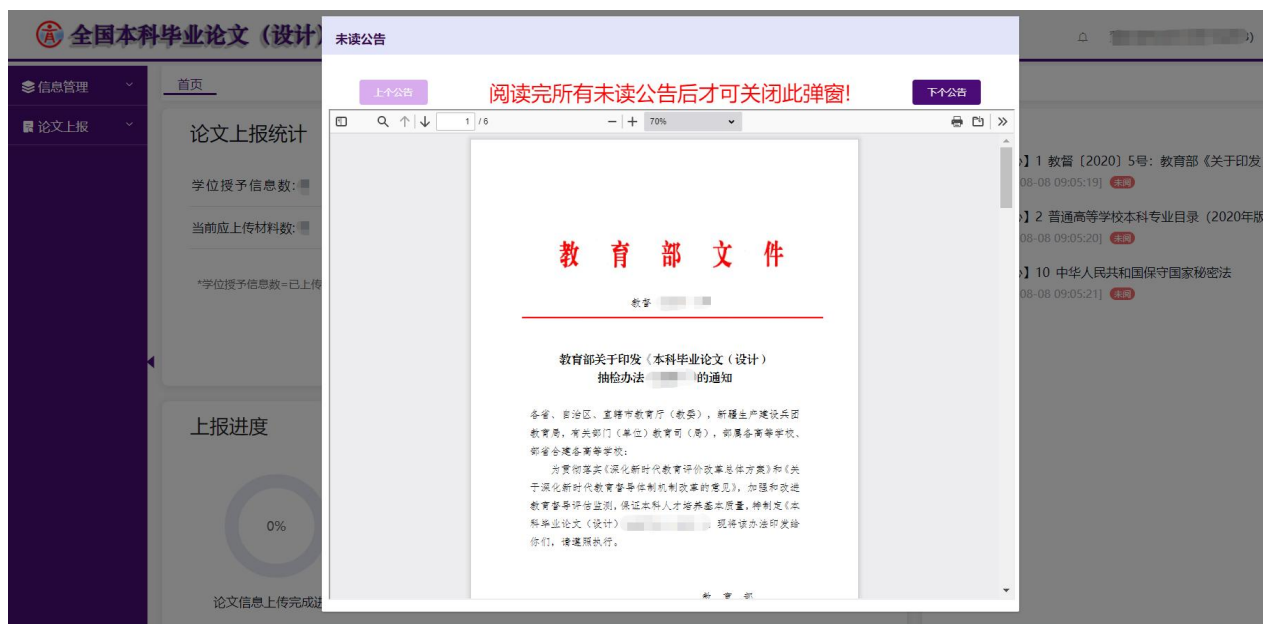 全国本科毕业论文（设计）
未读公告
信息管理
论文上报
首页
上个公告
阅读完所有未读公告后才可关闭此弹窗!
下个公告
1 / 6
70%
论文上报统计
学位授予信息数:
当前应上传材料数:
*学位授予信息数=已上传
教育部文件
教督
教育部关于印发《本科毕业论文（设计）
抽检办法
的通知
各省、自治区、直辖市教育厅（教委），新疆生产建设兵团
教育局，有关部门（单位）教育司（局），部属各高等学校、
部省合建各高等学校：
为贯彻落实《深化新时代教育评价改革总体方案》和《关
于深化新时代教育督导体制机制改革的意见》，加强和改进
教育督导评估监测，保证本科人才培养基本质量，特制定《本
科毕业论文（设计）
现将该办法印发给
你们，请遵照执行。
教 育 部
】1 教督〔2020〕5号：教育部《关于印发
08-08 09:05:19] 未阅
】2 普通高等学校本科专业目录（2020年版
08-08 09:05:20] 未阅
】10 中华人民共和国保守国家秘密法
08-08 09:05:21] 未阅
上报进度
0%
论文信息上传完成进